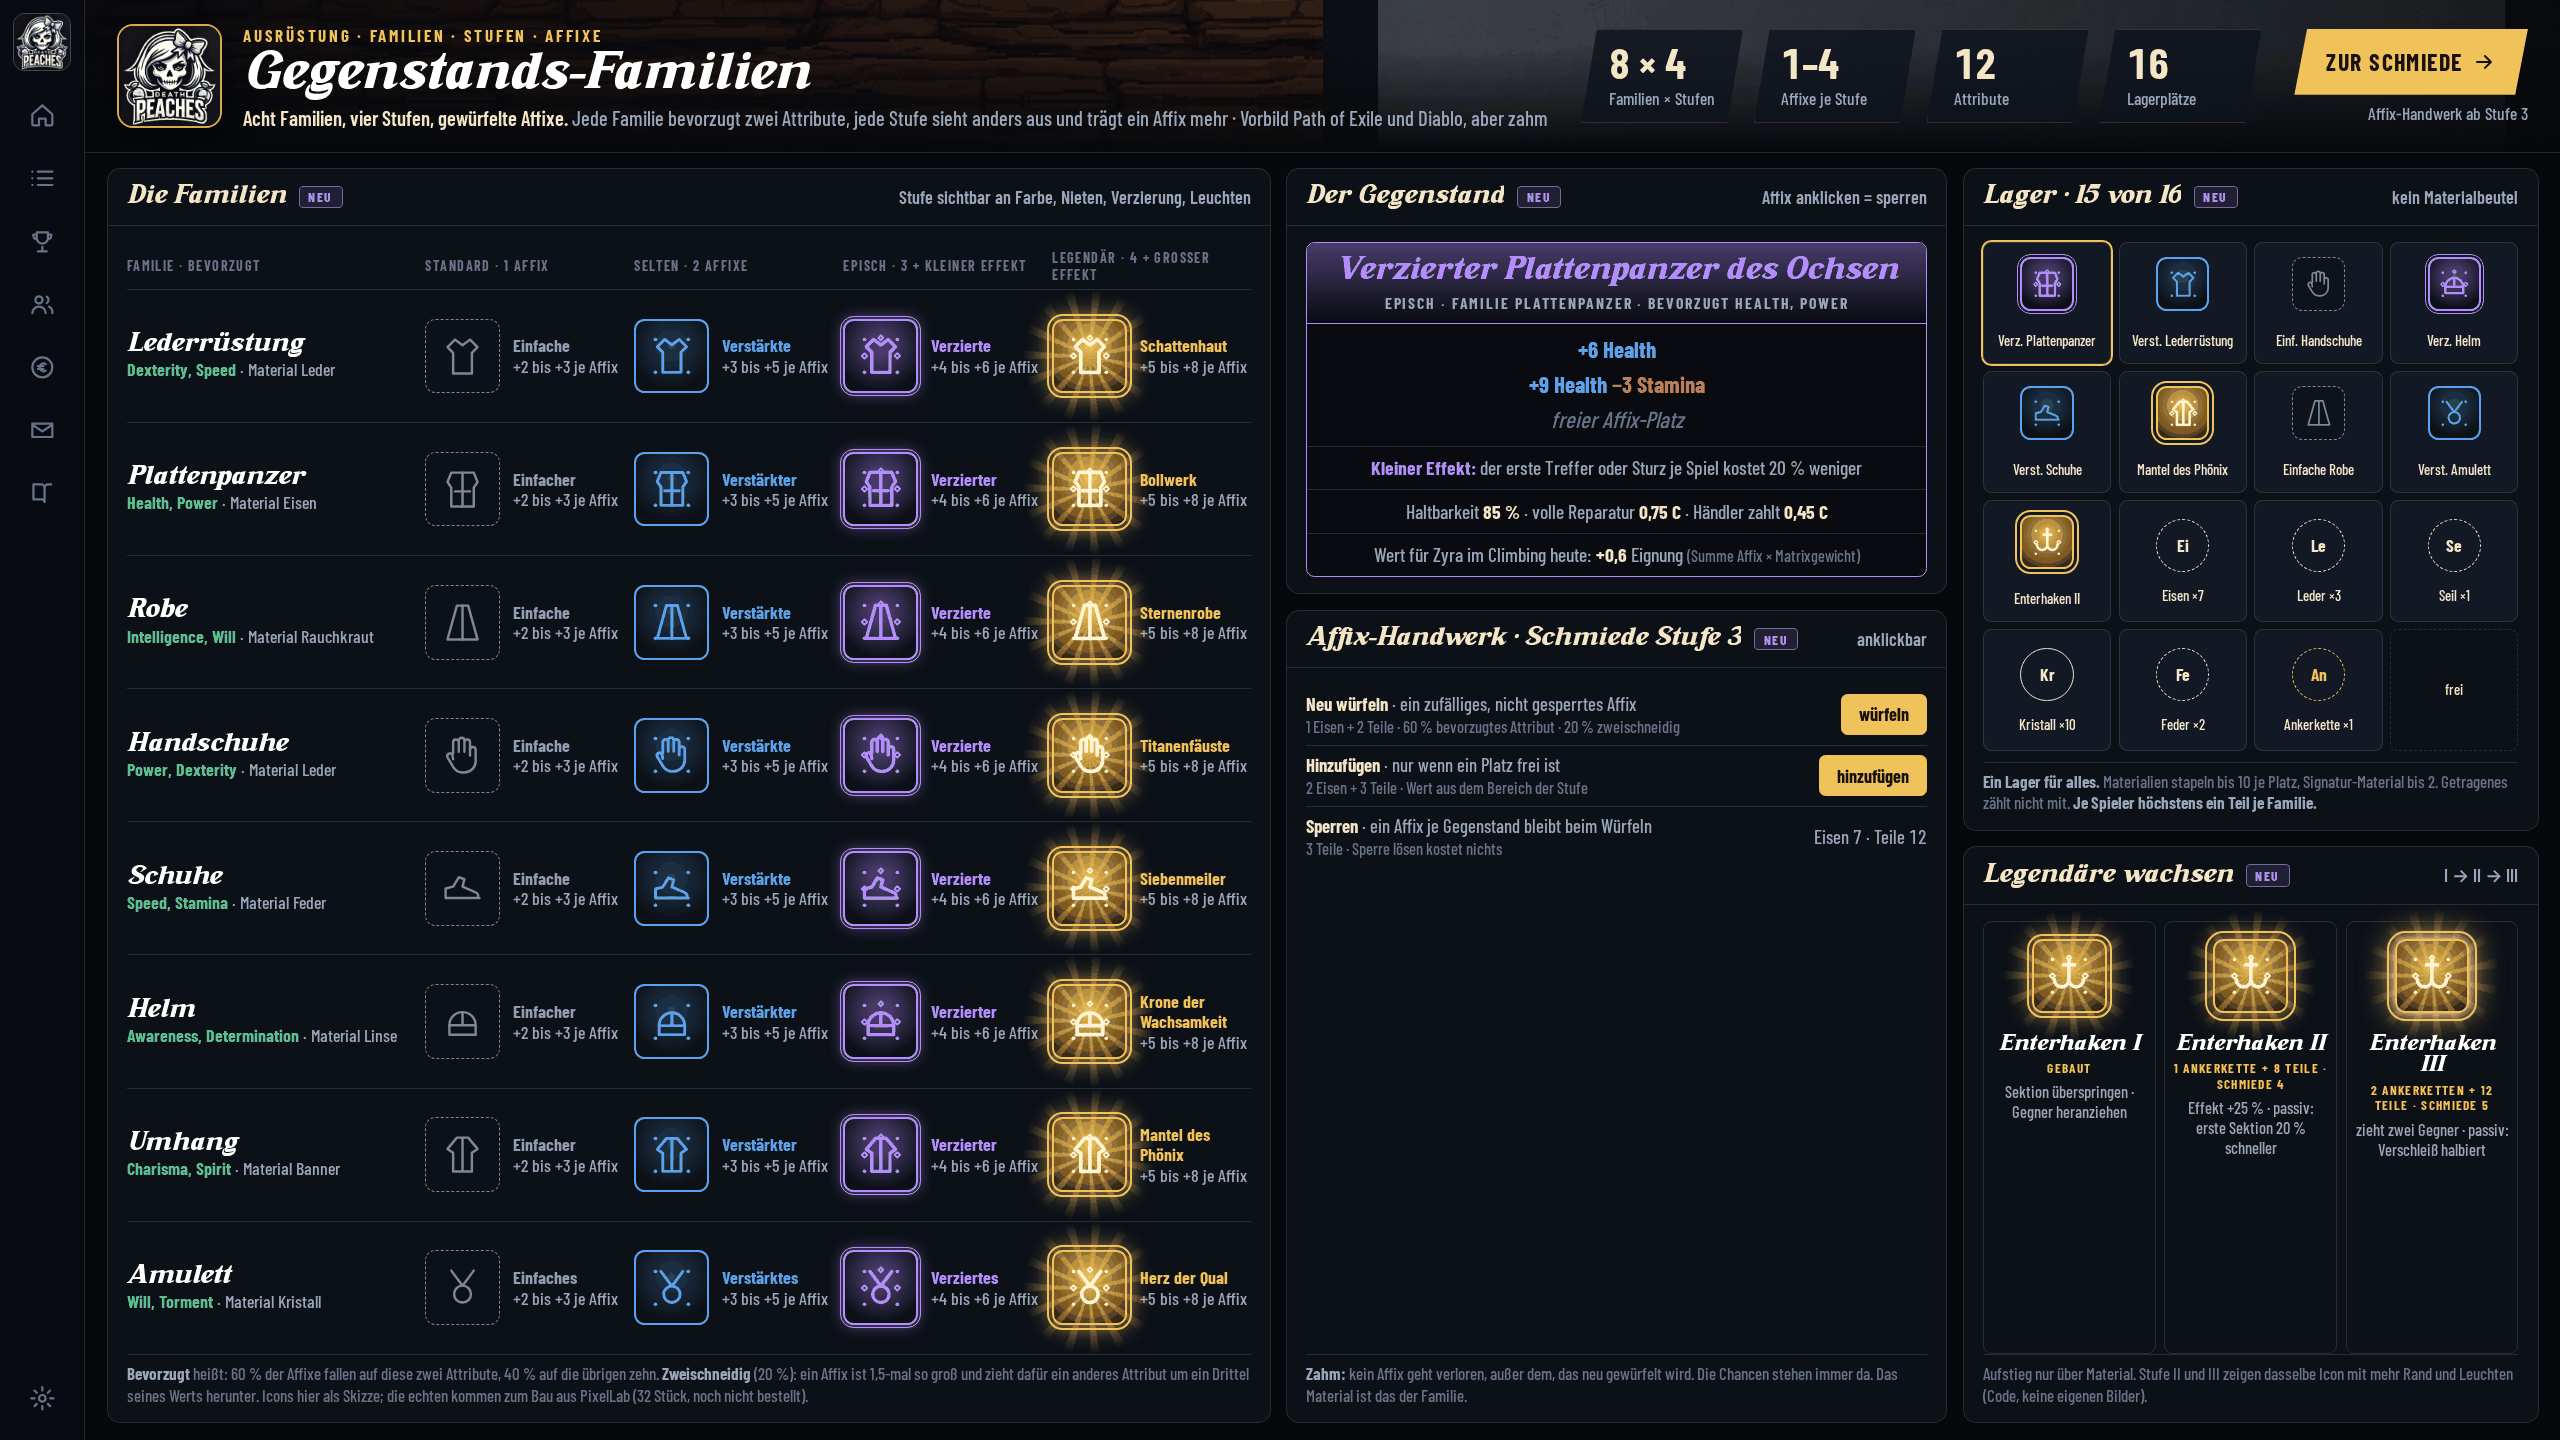 DEATH
PEACHES
AUSRÜSTUNG · FAMILIEN · STUFEN · AFFIXE
Gegenstands-Familien
Acht Familien, vier Stufen, gewürfelte Affixe. Jede Familie bevorzugt zwei Attribute, jede Stufe sieht anders aus und trägt ein Affix mehr · Vorbild Path of Exile und Diablo, aber zahm
8 × 4
Familien × Stufen
1–4
Affixe je Stufe
12
Attribute
16
Lagerplätze
ZUR SCHMIEDE →
Affix-Handwerk ab Stufe 3
Die Familien NEU
Stufe sichtbar an Farbe, Nieten, Verzierung, Leuchten
FAMILIE · BEVORZUGT
STANDARD · 1 AFFIX
SELTEN · 2 AFFIXE
EPISCH · 3 + KLEINER EFFEKT
LEGENDÄR · 4 + GROSSER
EFFEKT
Lederrüstung
Dexterity, Speed · Material Leder
Einfache
+2 bis +3 je Affix
Verstärkte
+3 bis +5 je Affix
Verzierte
+4 bis +6 je Affix
Schattenhaut
+5 bis +8 je Affix
Plattenpanzer
Health, Power · Material Eisen
Einfacher
+2 bis +3 je Affix
Verstärkter
+3 bis +5 je Affix
Verzierter
+4 bis +6 je Affix
Bollwerk
+5 bis +8 je Affix
Robe
Intelligence, Will · Material Rauchkraut
Einfache
+2 bis +3 je Affix
Verstärkte
+3 bis +5 je Affix
Verzierte
+4 bis +6 je Affix
Sternenrobe
+5 bis +8 je Affix
Handschuhe
Power, Dexterity · Material Leder
Einfache
+2 bis +3 je Affix
Verstärkte
+3 bis +5 je Affix
Verzierte
+4 bis +6 je Affix
Titanenfäuste
+5 bis +8 je Affix
Schuhe
Speed, Stamina · Material Feder
Einfache
+2 bis +3 je Affix
Verstärkte
+3 bis +5 je Affix
Verzierte
+4 bis +6 je Affix
Siebenmeiler
+5 bis +8 je Affix
Helm
Awareness, Determination · Material Linse
Einfacher
+2 bis +3 je Affix
Verstärkter
+3 bis +5 je Affix
Verzierter
+4 bis +6 je Affix
Krone der
Wachsamkeit
+5 bis +8 je Affix
Umhang
Charisma, Spirit · Material Banner
Einfacher
+2 bis +3 je Affix
Verstärkter
+3 bis +5 je Affix
Verzierter
+4 bis +6 je Affix
Mantel des
Phönix
+5 bis +8 je Affix
Amulett
Will, Torment · Material Kristall
Einfaches
+2 bis +3 je Affix
Verstärktes
+3 bis +5 je Affix
Verziertes
+4 bis +6 je Affix
Herz der Qual
+5 bis +8 je Affix
Bevorzugt heißt: 60 % der Affixe fallen auf diese zwei Attribute, 40 % auf die übrigen zehn. Zweischneidig (20 %): ein Affix ist 1,5-mal so groß und zieht dafür ein anderes Attribut um ein Drittel
seines Werts herunter. Icons hier als Skizze; die echten kommen zum Bau aus PixelLab (32 Stück, noch nicht bestellt).
Der Gegenstand NEU
Affix anklicken = sperren
Verzierter Plattenpanzer des Ochsen
EPISCH · FAMILIE PLATTENPANZER · BEVORZUGT HEALTH, POWER
+6 Health
+9 Health −3 Stamina
freier Affix-Platz
Kleiner Effekt: der erste Treffer oder Sturz je Spiel kostet 20 % weniger
Haltbarkeit 85 % · volle Reparatur 0,75 C · Händler zahlt 0,45 C
Wert für Zyra im Climbing heute: +0,6 Eignung (Summe Affix × Matrixgewicht)
Affix-Handwerk · Schmiede Stufe 3 NEU
anklickbar
Neu würfeln · ein zufälliges, nicht gesperrtes Affix
1 Eisen + 2 Teile · 60 % bevorzugtes Attribut · 20 % zweischneidig
würfeln
Hinzufügen · nur wenn ein Platz frei ist
2 Eisen + 3 Teile · Wert aus dem Bereich der Stufe
hinzufügen
Sperren · ein Affix je Gegenstand bleibt beim Würfeln
3 Teile · Sperre lösen kostet nichts
Eisen 7 · Teile 12
Zahm: kein Affix geht verloren, außer dem, das neu gewürfelt wird. Die Chancen stehen immer da. Das
Material ist das der Familie.
Lager · 15 von 16 NEU
kein Materialbeutel
Verz. Plattenpanzer
Verst. Lederrüstung
Einf. Handschuhe
Verz. Helm
Verst. Schuhe
Mantel des Phönix
Einfache Robe
Verst. Amulett
Enterhaken II
Ei
Eisen ×7
Le
Leder ×3
Se
Seil ×1
Kr
Kristall ×10
Fe
Feder ×2
An
Ankerkette ×1
frei
Ein Lager für alles. Materialien stapeln bis 10 je Platz, Signatur-Material bis 2. Getragenes
zählt nicht mit. Je Spieler höchstens ein Teil je Familie.
Legendäre wachsen NEU
I → II → III
Enterhaken I
GEBAUT
Sektion überspringen ·
Gegner heranziehen
Enterhaken II
1 ANKERKETTE + 8 TEILE ·
SCHMIEDE 4
Effekt +25 % · passiv:
erste Sektion 20 %
schneller
Enterhaken
III
2 ANKERKETTEN + 12
TEILE · SCHMIEDE 5
zieht zwei Gegner · passiv:
Verschleiß halbiert
Aufstieg nur über Material. Stufe II und III zeigen dasselbe Icon mit mehr Rand und Leuchten
(Code, keine eigenen Bilder).